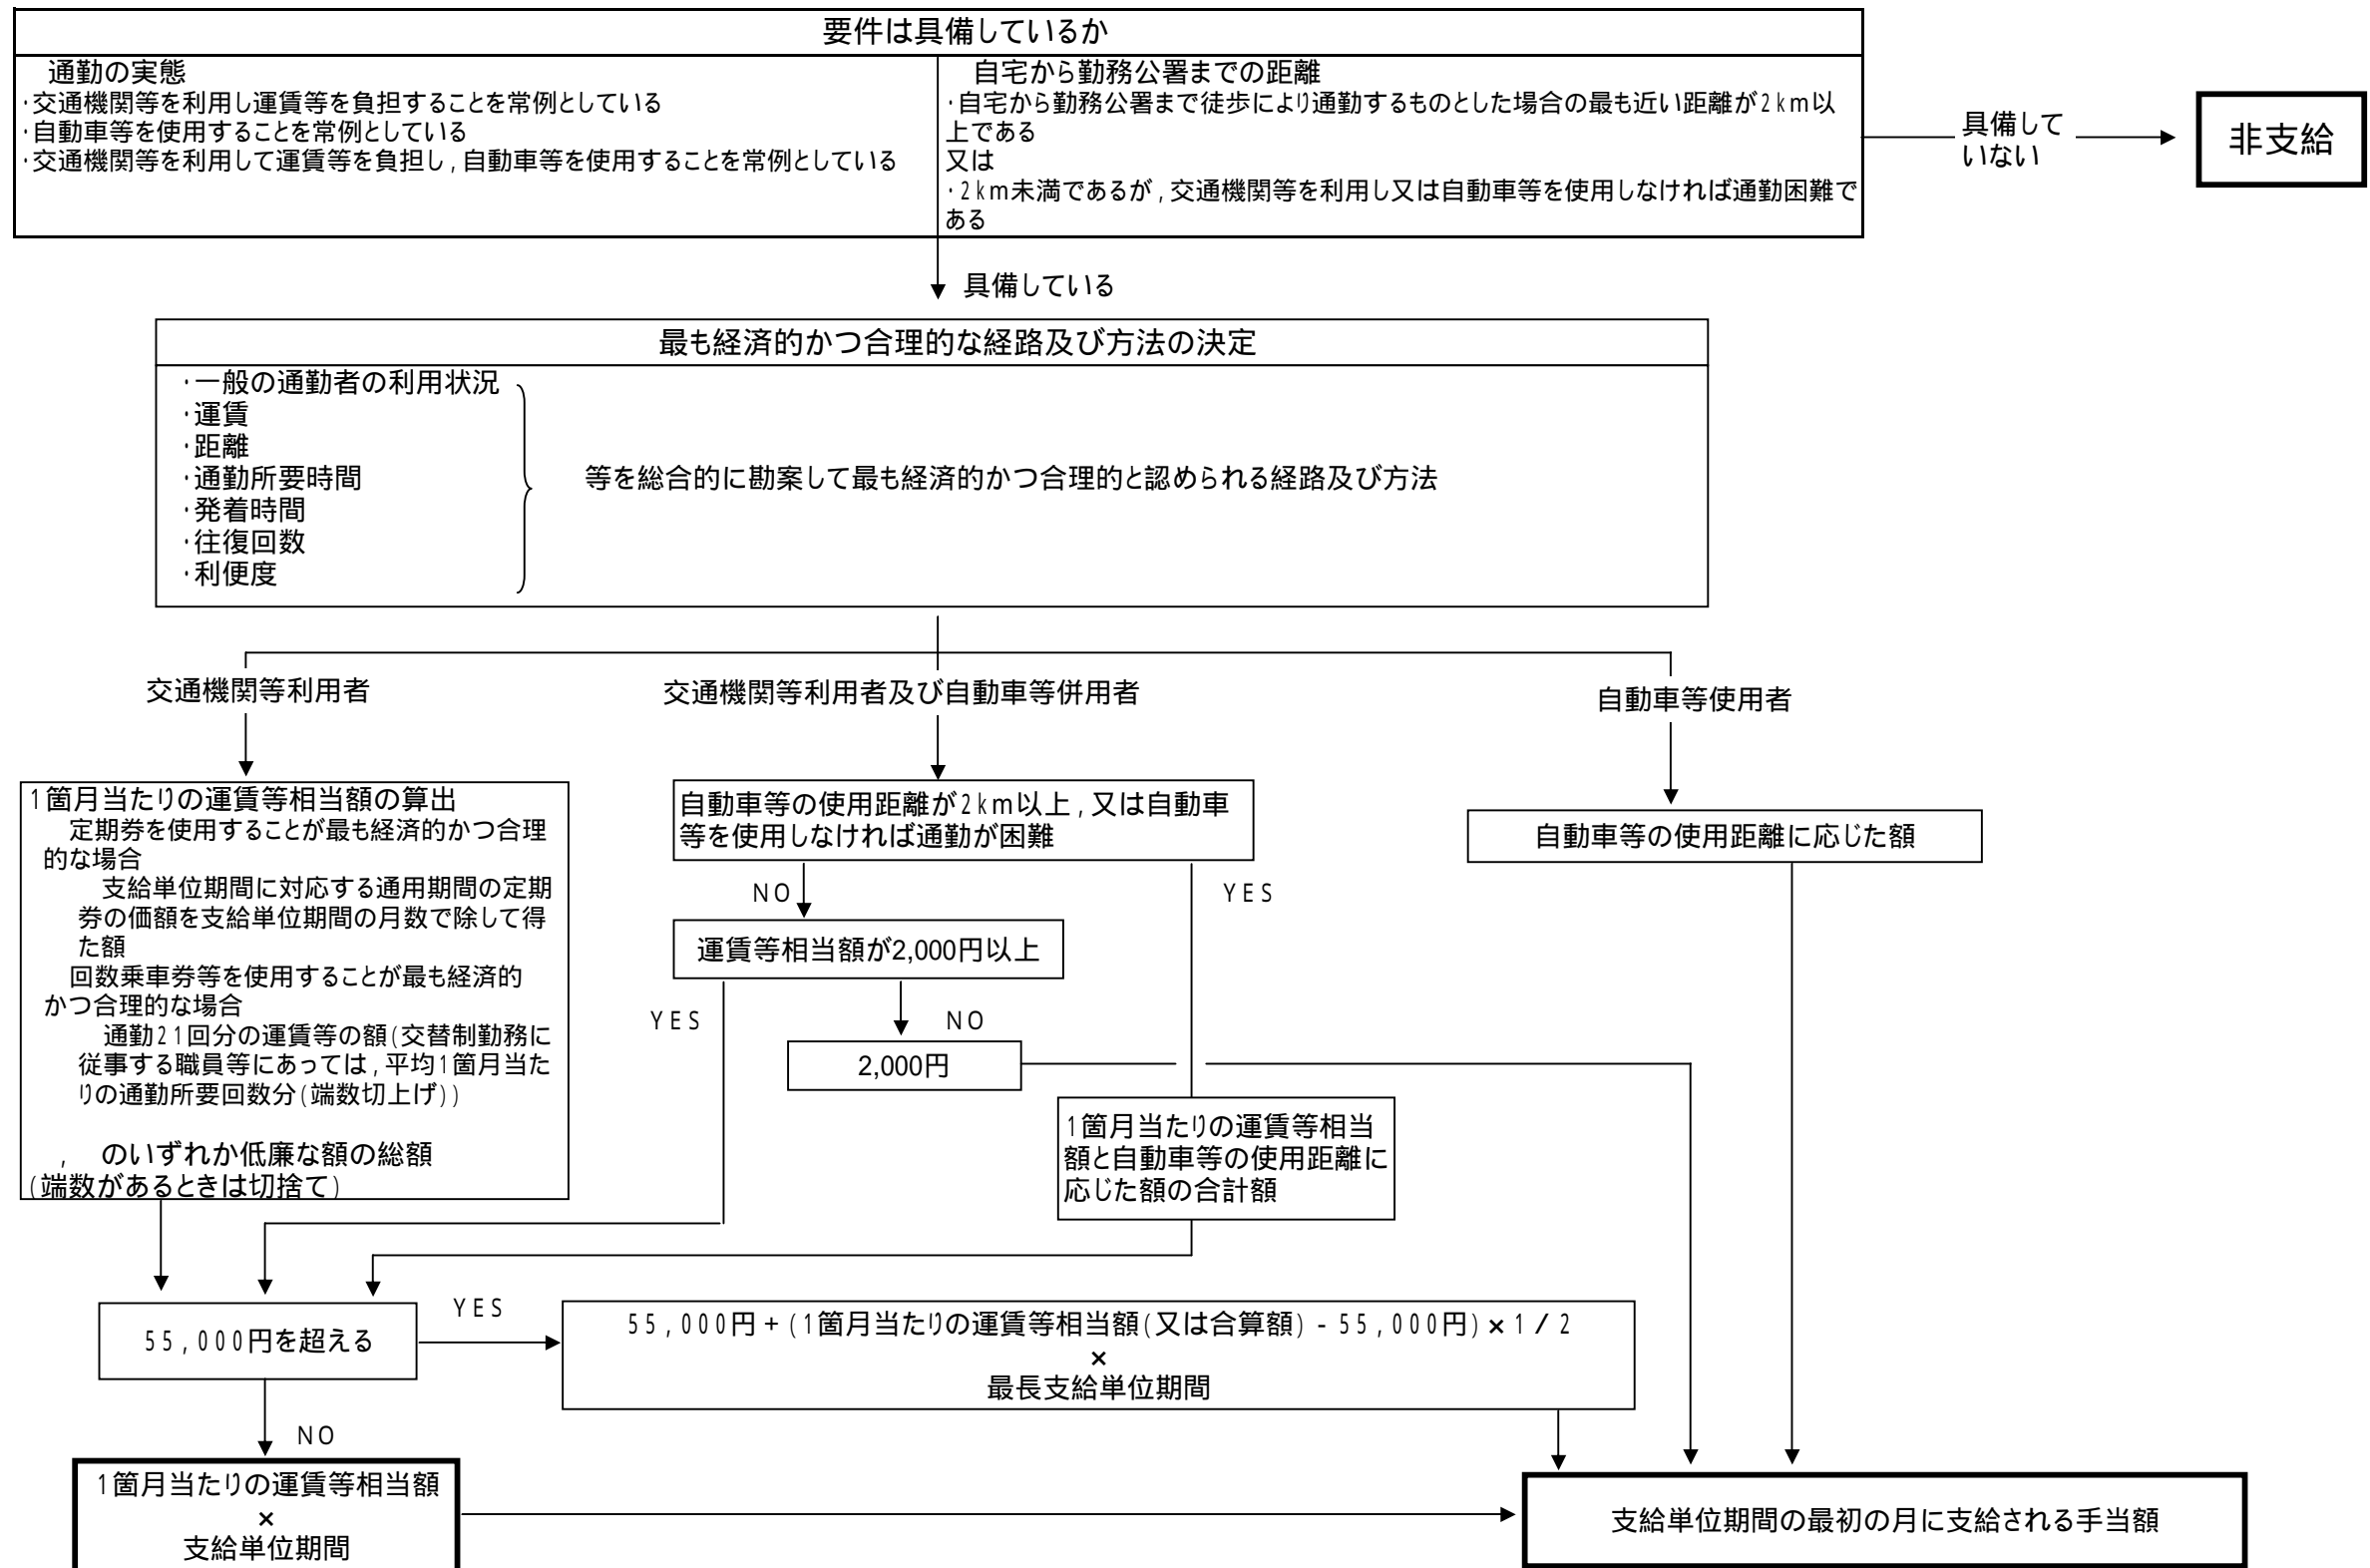 要件は具備しているか
通勤の実態
・交通機関等を利用し運賃等を負担することを常例としている
・自動車等を使用することを常例としている
・交通機関等を利用して運賃等を負担し,自動車等を使用することを常例としている
自宅から勤務公署までの距離
・自宅から勤務公署まで徒歩により通勤するものとした場合の最も近い距離が2km以
上である
又は
・2km未満であるが,交通機関等を利用し又は自動車等を使用しなければ通勤困難で
ある
具備して
いない
非支給
具備している
最も経済的かつ合理的な経路及び方法の決定
・一般の通勤者の利用状況
・運賃
・距離
・通勤所要時間
・発着時間
・往復回数
・利便度
等を総合的に勘案して最も経済的かつ合理的と認められる経路及び方法
交通機関等利用者
交通機関等利用者及び自動車等併用者
自動車等使用者
1箇月当たりの運賃等相当額の算出
定期券を使用することが最も経済的かつ合理
的な場合
支給単位期間に対応する通用期間の定期
券の価額を支給単位期間の月数で除して得
た額
回数乗車券等を使用することが最も経済的
かつ合理的な場合
通勤21回分の運賃等の額(交替制勤務に
従事する職員等にあっては,平均1箇月当た
りの通勤所要回数分(端数切上げ))
, のいずれか低廉な額の総額
(端数があるときは切捨て)
自動車等の使用距離が2km以上,又は自動車
等を使用しなければ通勤が困難
NO
YES
運賃等相当額が2,000円以上
YES
NO
2,000円
1箇月当たりの運賃等相当
額と自動車等の使用距離に
応じた額の合計額
自動車等の使用距離に応じた額
55,000円を超える
YES
55,000円+(1箇月当たりの運賃等相当額(又は合算額)-55,000円)×1/2
×
最長支給単位期間
NO
1箇月当たりの運賃等相当額
×
支給単位期間
支給単位期間の最初の月に支給される手当額